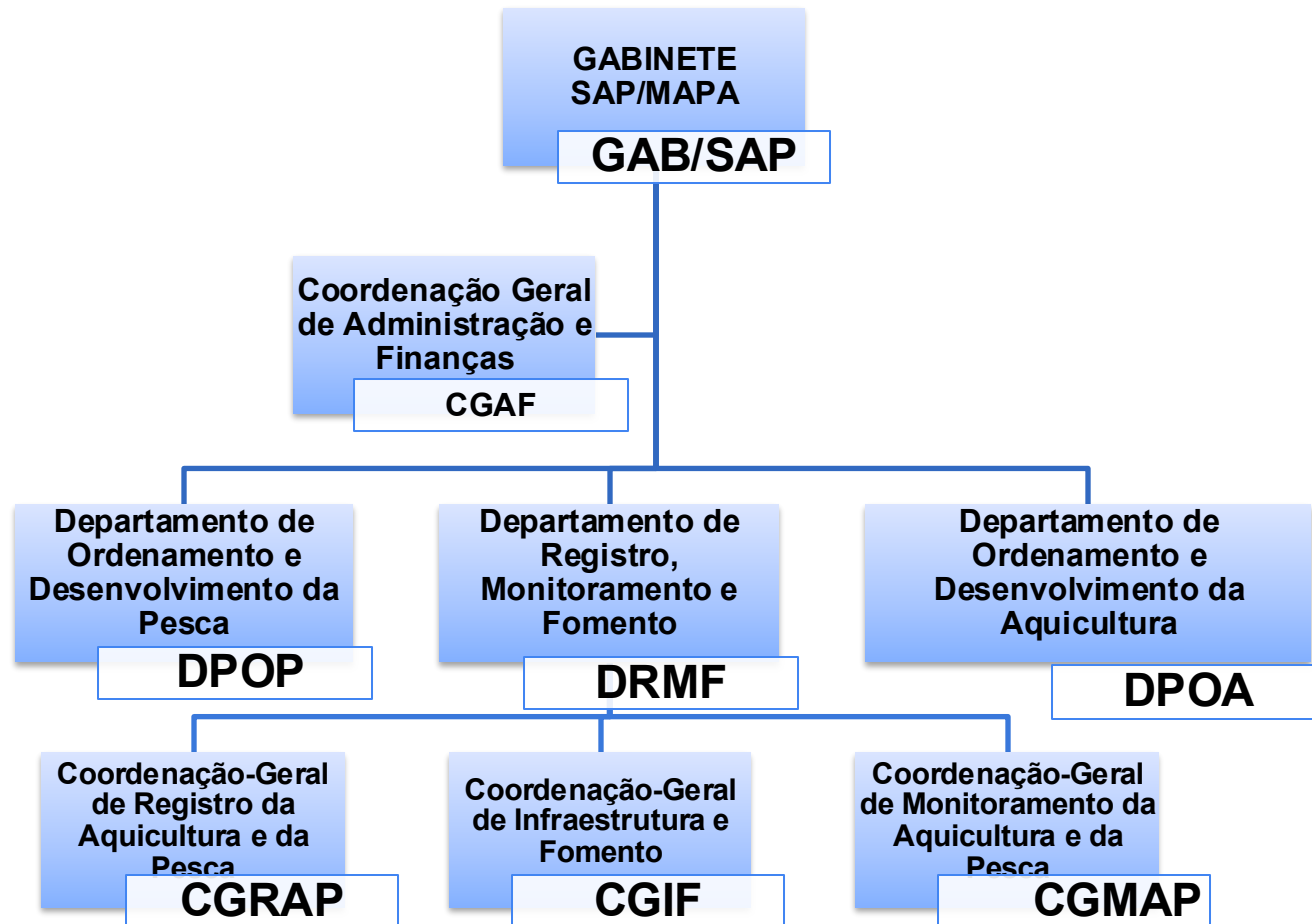 GABINETE
SAP/MAPA
GAB/SAP
Coordenação Geral
de Administração e
Finanças
CGAF
Departamento de
Ordenamento e
Desenvolvimento da
Pesca
DPOP
Departamento de
Registro,
Monitoramento e
Fomento
DRMF
Departamento de
Ordenamento e
Desenvolvimento da
Aquicultura
DPOA
Coordenação-Geral
de Registro da
Aquicultura e da
Pesca
CGRAP
Coordenação-Geral
de Infraestrutura e
Fomento
CGIF
Coordenação-Geral
de Monitoramento da
Aquicultura e da
Pesca
CGMAP